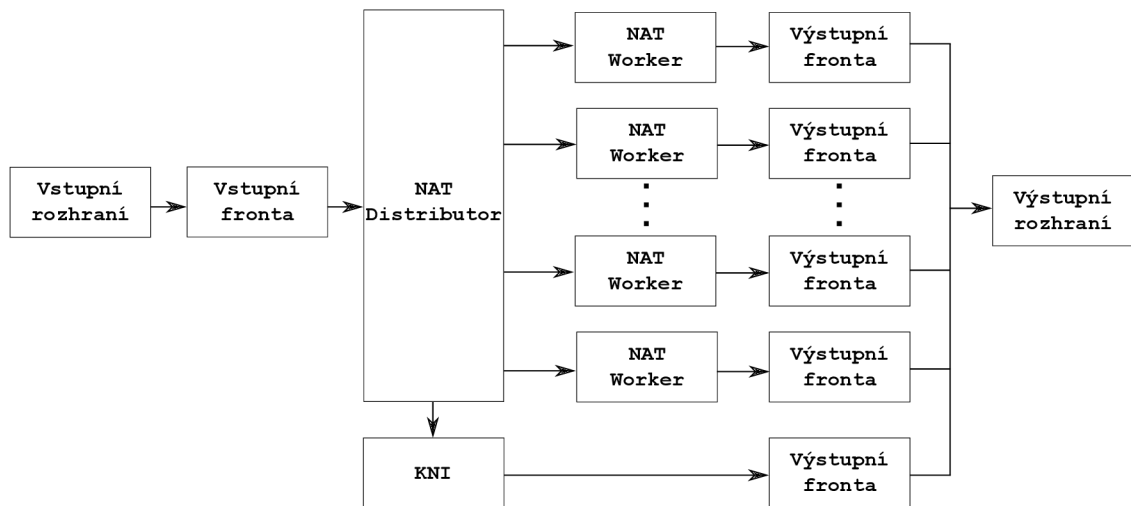 Vstupní
rozhraní
Vstupní
fronta
NAT
Distributor
NAT
Worker
Výstupní
fronta
NAT
Worker
Výstupní
fronta
NAT
Worker
Výstupní
fronta
NAT
Worker
Výstupní
fronta
KNI
Výstupní
fronta
Výstupní
rozhraní